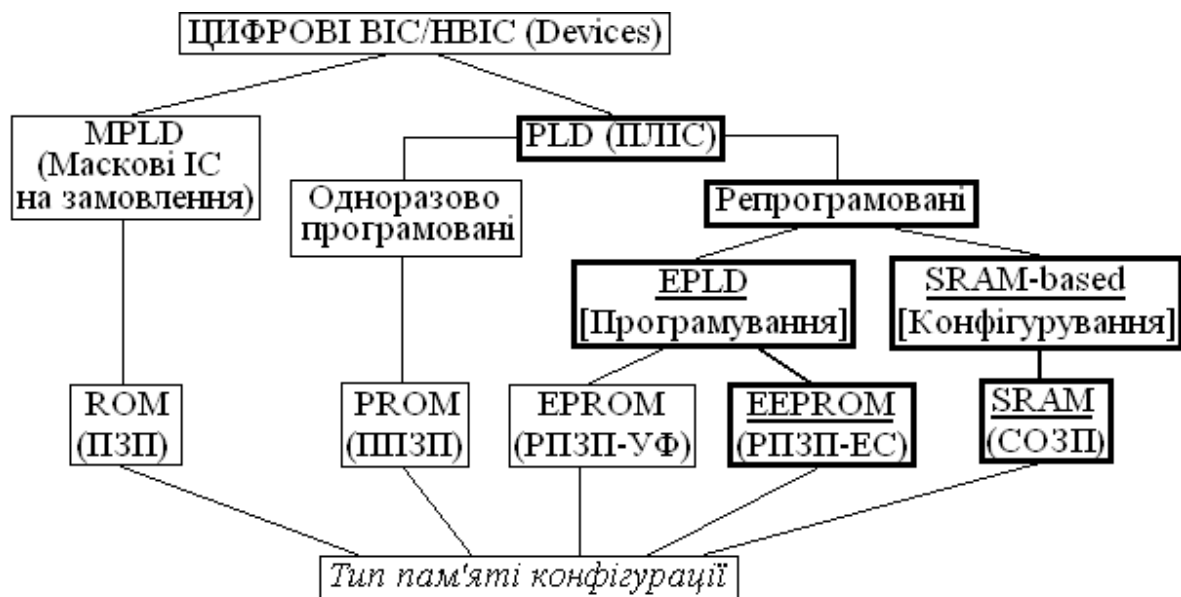 ЦИФРОВІ ВІС/НВІС (Devices)
MPLD
(Маскові ІС
на замовлення)
PLD (ПЛІС)
Одноразово
програмовані
Репрограмовані
EPLD
[Програмування]
SRAM-based
[Конфігурування]
ROM
(ПЗП)
PROM
(ППЗП)
EPROM
(РПЗП-УФ)
EEPROM
(РПЗП-ЕС)
SRAM
(СОЗП)
Тип пам'яті конфігурації